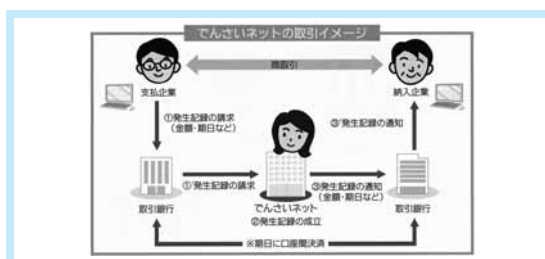 でんさいネットの取引イメージ
商取引
支払企業
納入企業
①発生記録の請求
(金額・期日など)
③'発生記録の通知
①'発生記録の請求
③発生記録の通知
(金額・期日など)
取引銀行
でんさいネット
②発生記録の成立
取引銀行
※期日に口座間決済